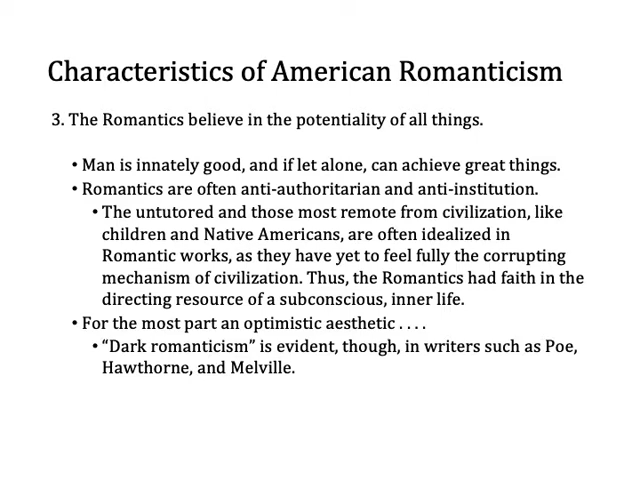 Characteristics of American Romanticism
3. The Romantics believe in the potentiality of all things.
• Man is innately good, and if let alone, can achieve great things.
• Romantics are often anti-authoritarian and anti-institution.
• The untutored and those most remote from civilization, like
children and Native Americans, are often idealized in
Romantic works, as they have yet to feel fully the corrupting
mechanism of civilization. Thus, the Romantics had faith in the
directing resource of a subconscious, inner life.
• For the most part an optimistic aesthetic . . . .
• “Dark romanticism” is evident, though, in writers such as Poe,
Hawthorne, and Melville.